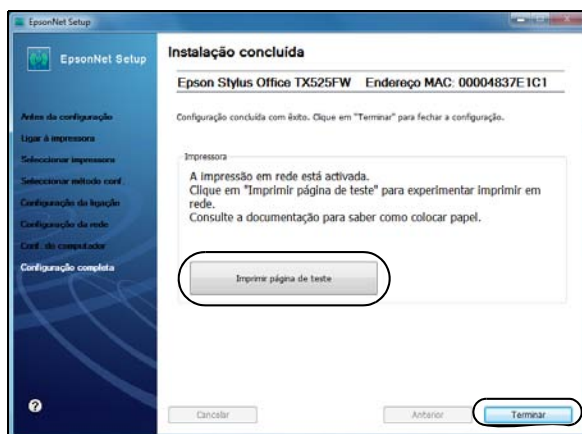 EpsonNet Setup
EpsonNet Setup
Instalação concluída
Epson Stylus Office TX525FW Endereço MAC: 00004837E1C1
Antes da configuração
Ligar à impressora
Seleccionar impressora
Seleccionar método conf.
Configuração da ligação
Configuração da rede
Conf. do computador
Configuração completa
Configuração concluída com êxito. Clique em "Terminar" para fechar a configuração.
Impressora
A impressão em rede está activada.
Clique em "Imprimir página de teste" para experimentar imprimir em
rede.
Consulte a documentação para saber como colocar papel.
Imprimir página de teste
?
Cancelar
Anterior
Terminar